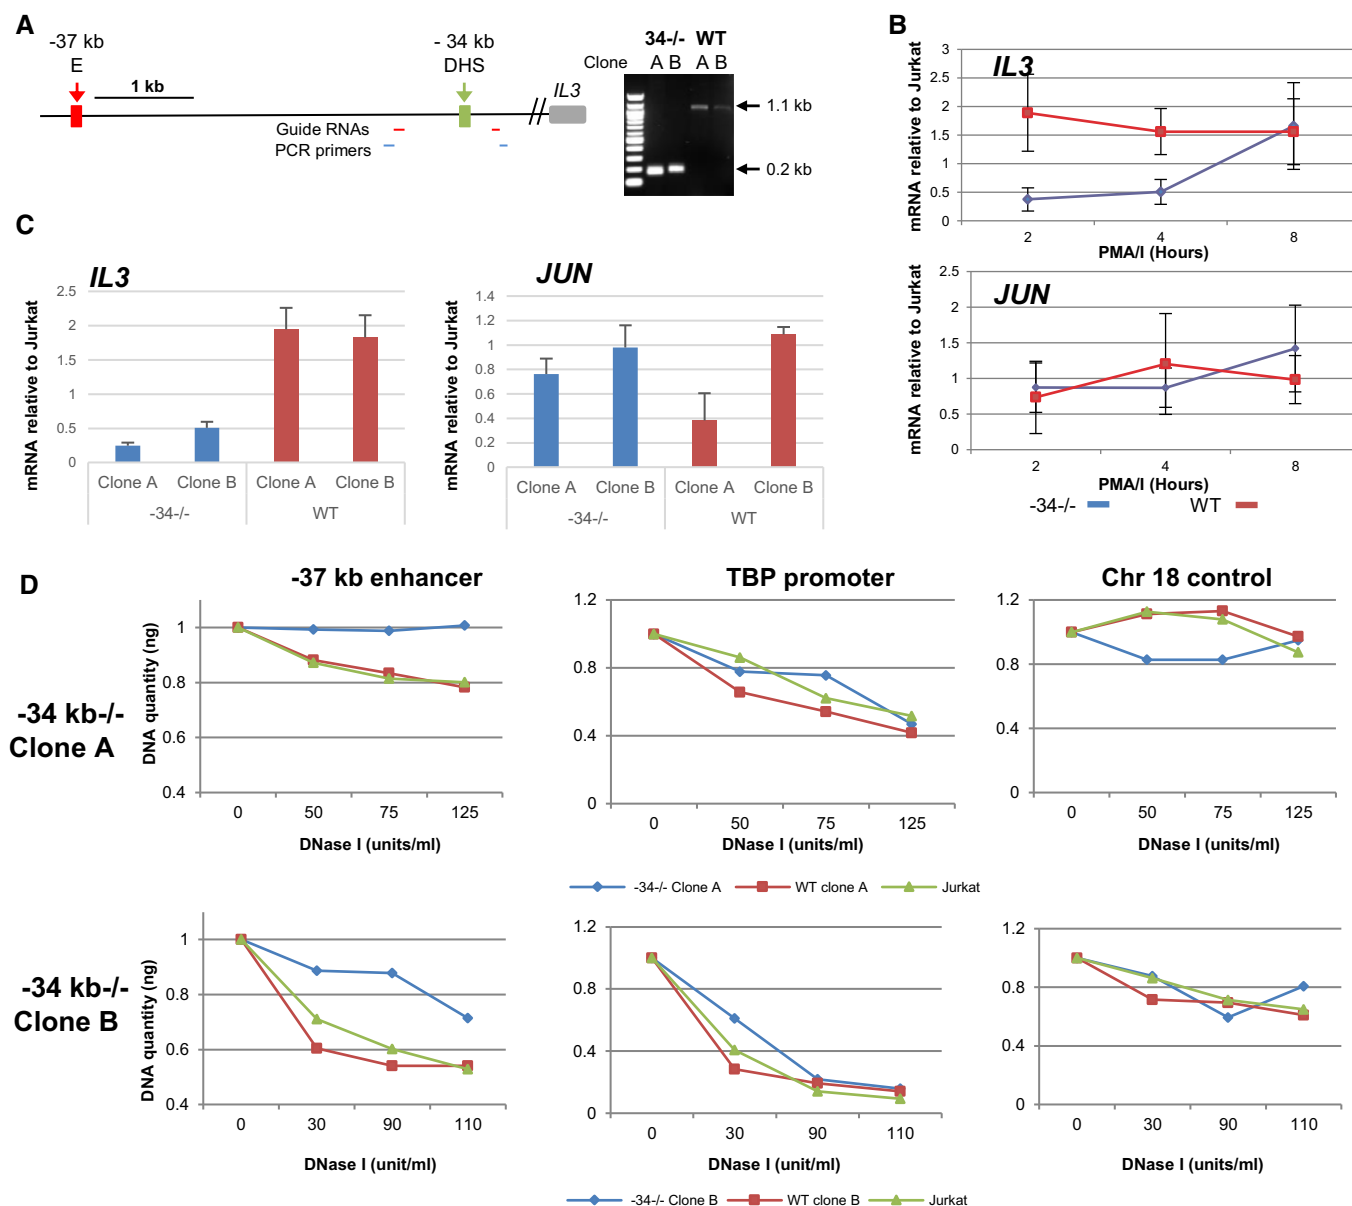 A
-37 kb
E
- 34 kb
DHS
1 kb
IL3
Guide RNAs
PCR primers
34-/- WT
Clone A B A B
1.1 kb
0.2 kb
B
IL3
mRNA relative to Jurkat
3
2.5
2
1.5
1
0.5
0
2 4 8
PMA/I (Hours)
JUN
mRNA relative to Jurkat
2.5
2
1.5
1
0.5
0
2 4 8
PMA/I (Hours)
-34-/- WT
C
IL3
mRNA relative to Jurkat
2.5
2
1.5
1
0.5
0
Clone A Clone B Clone A Clone B
-34-/- WT
JUN
mRNA relative to Jurkat
1.4
1.2
1
0.8
0.6
0.4
0.2
0
Clone A Clone B Clone A Clone B
-34-/- WT
D
-37 kb enhancer
TBP promoter
Chr 18 control
-34 kb-/-
Clone A
DNA quantity (ng)
1
0.8
0.6
0.4
0 50 75 125
DNase I (units/ml)
1.2
0.8
0.4
0
0 50 75 125
DNase I (units/ml)
1.2
0.8
0.4
0
0 50 75 125
DNase I (units/ml)
-34-/- Clone A WT clone A Jurkat
-34 kb-/-
Clone B
DNA quantity (ng)
1
0.8
0.6
0.4
0 30 90 110
DNase I (unit/ml)
1.2
0.8
0.4
0
0 30 90 110
DNase I (unit/ml)
1.2
0.8
0.4
0
0 30 90 110
DNase I (unit/ml)
-34-/- Clone B WT clone B Jurkat